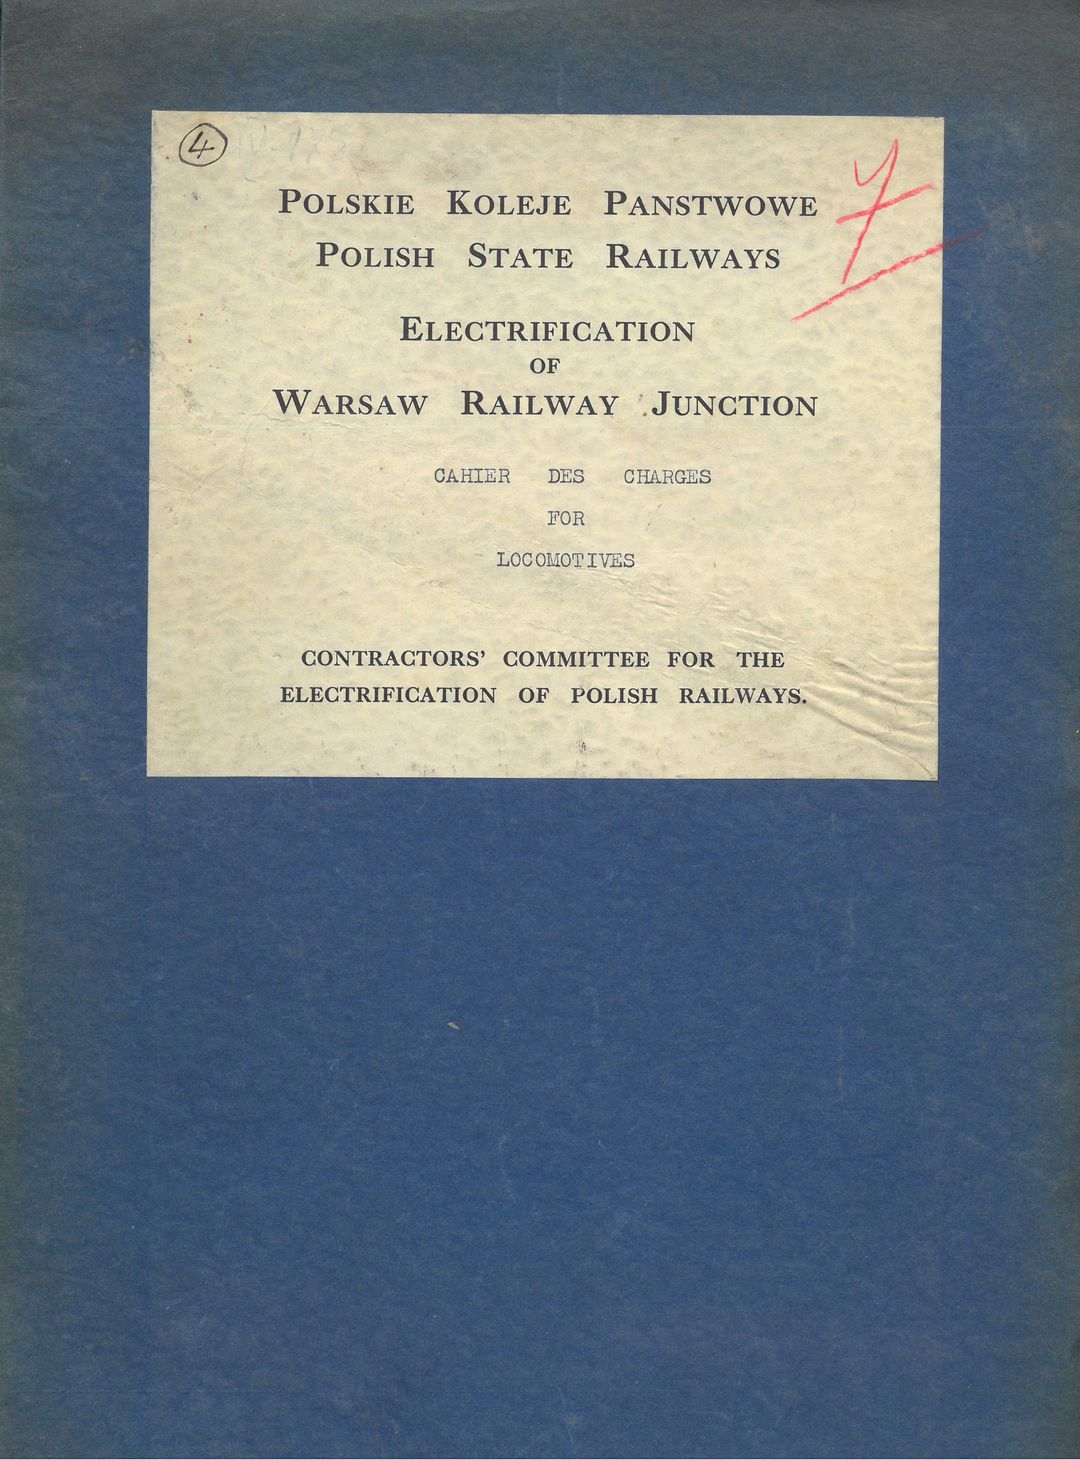 4
7
POLSKIE KOLEJE PANSTWOWE
POLISH STATE RAILWAYS
ELECTRIFICATION
OF
WARSAW RAILWAY JUNCTION
CAHIER DES CHARGES
FOR
LOCOMOTIVES
CONTRACTORS' COMMITTEE FOR THE
ELECTRIFICATION OF POLISH RAILWAYS.